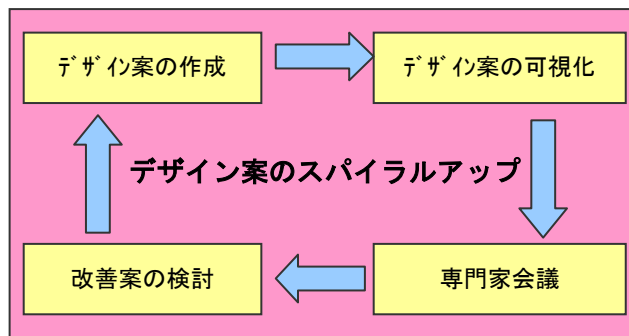 ﾃﾞｻﾞｲﾝ案の作成
ﾃﾞｻﾞｲﾝ案の可視化
デザイン案のスパイラルアップ
改善案の検討
専門家会議